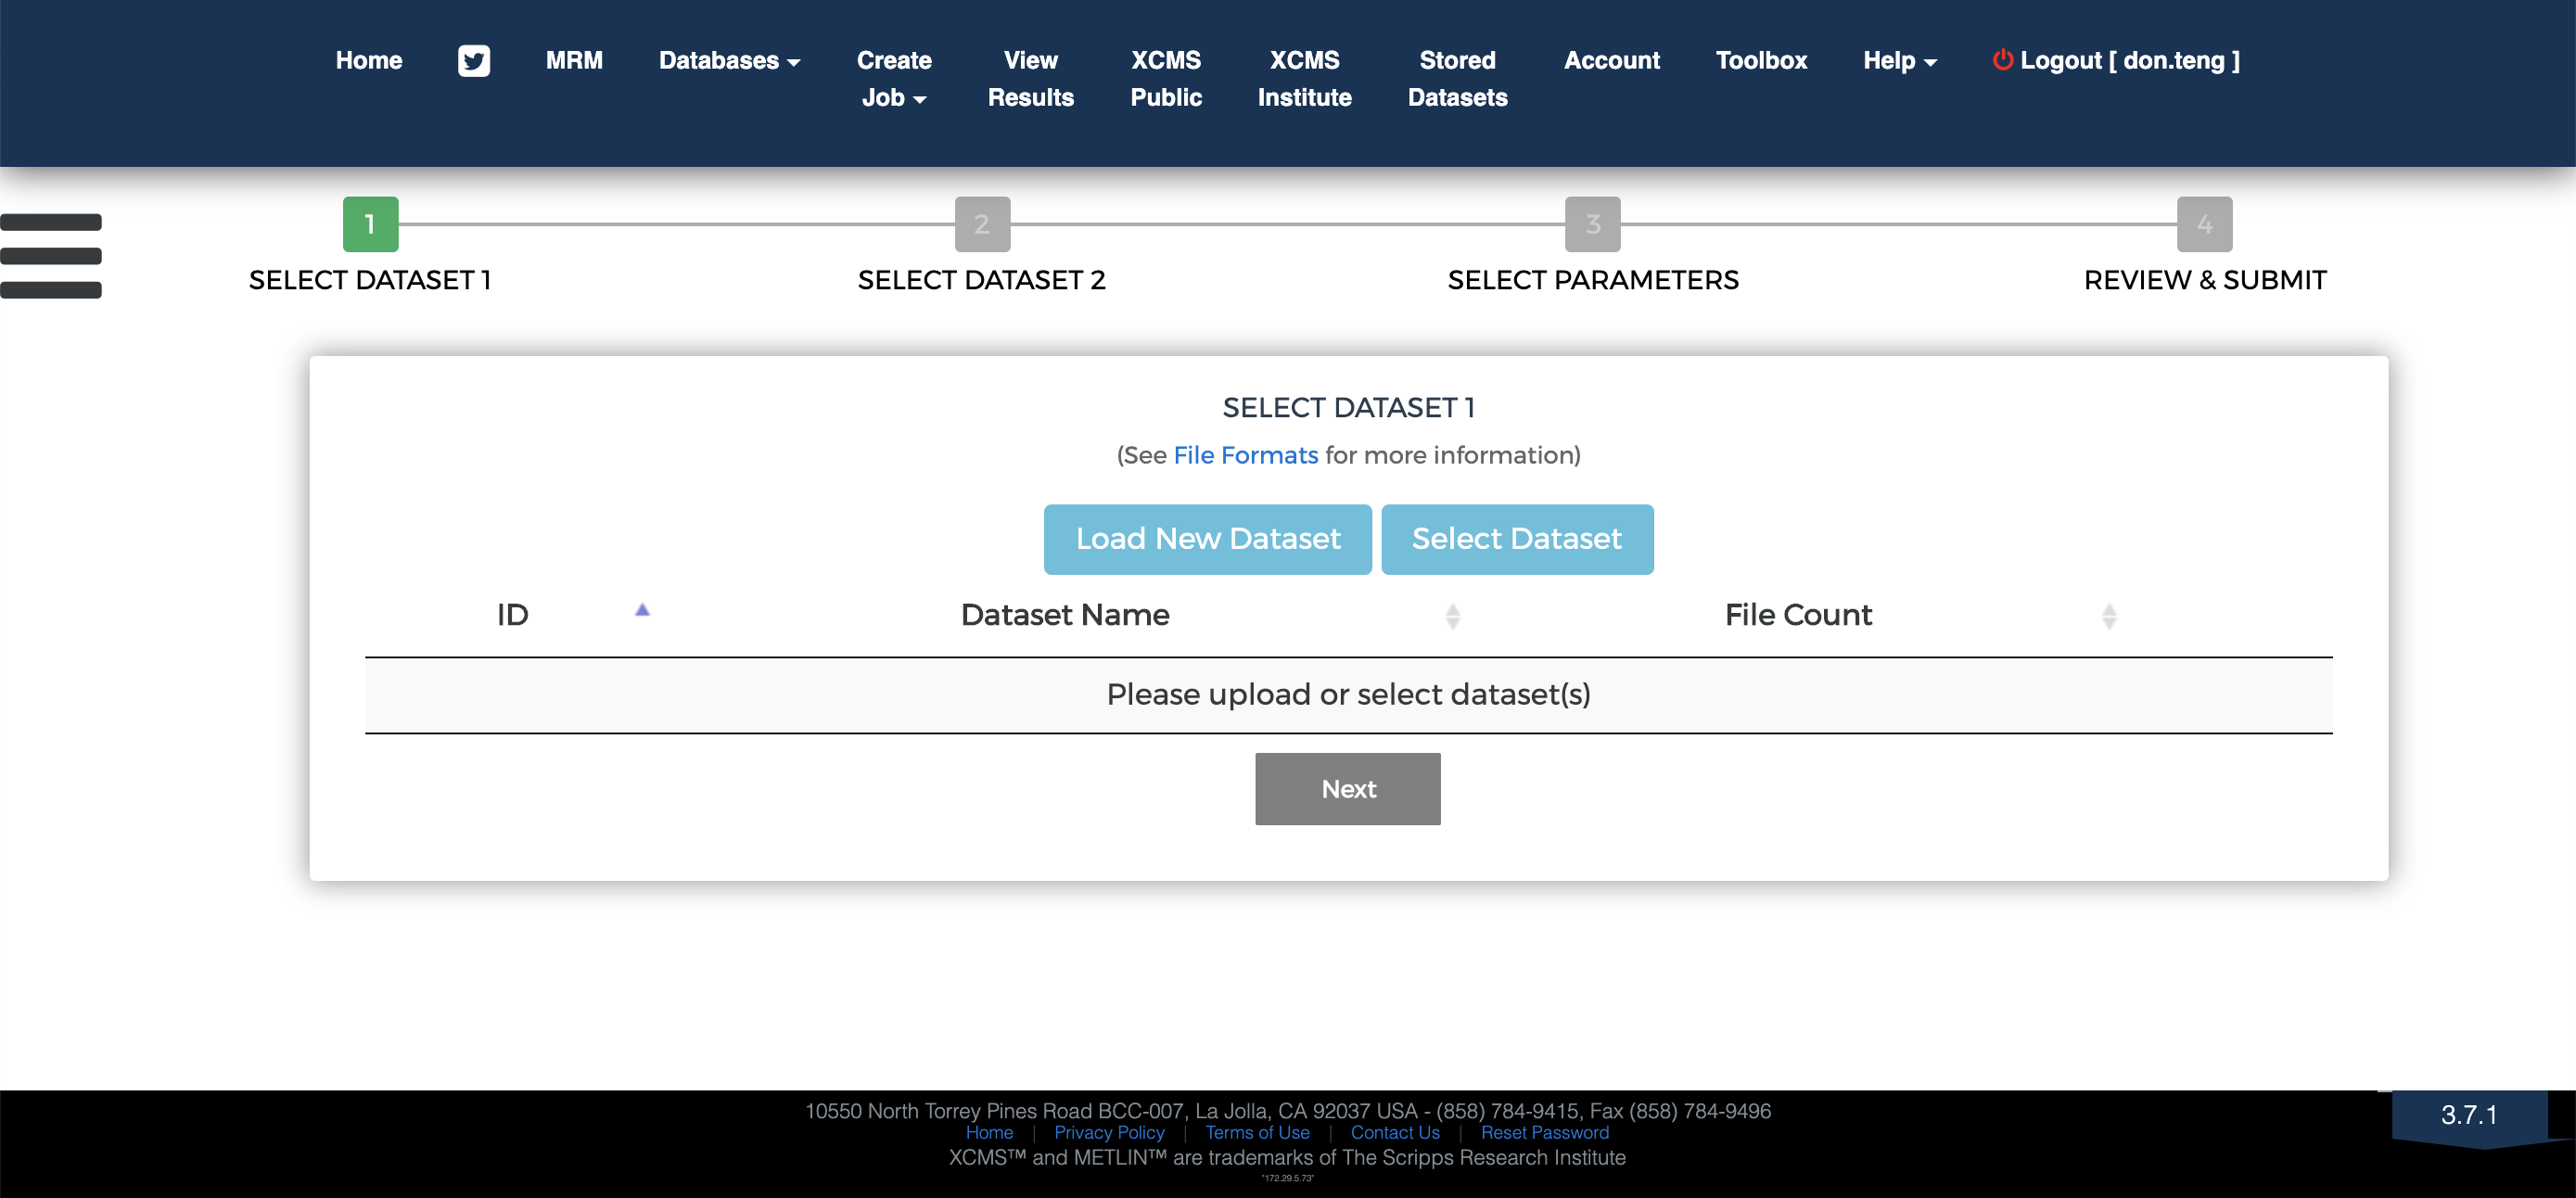 Home MRM Databases Create Job View Results XCMS Public XCMS Institute Stored Datasets Account Toolbox Help Logout [ don.teng ]
1 2 3 4
SELECT DATASET 1 SELECT DATASET 2 SELECT PARAMETERS REVIEW & SUBMIT
SELECT DATASET 1
(See File Formats for more information)
Load New Dataset Select Dataset
ID Dataset Name File Count
Please upload or select dataset(s)
Next
10550 North Torrey Pines Road BCC-007, La Jolla, CA 92037 USA - (858) 784-9415, Fax (858) 784-9496
3.7.1
Home | Privacy Policy | Terms of Use | Contact Us | Reset Password
XCMS™ and METLIN™ are trademarks of The Scripps Research Institute
"172.29.5.73"